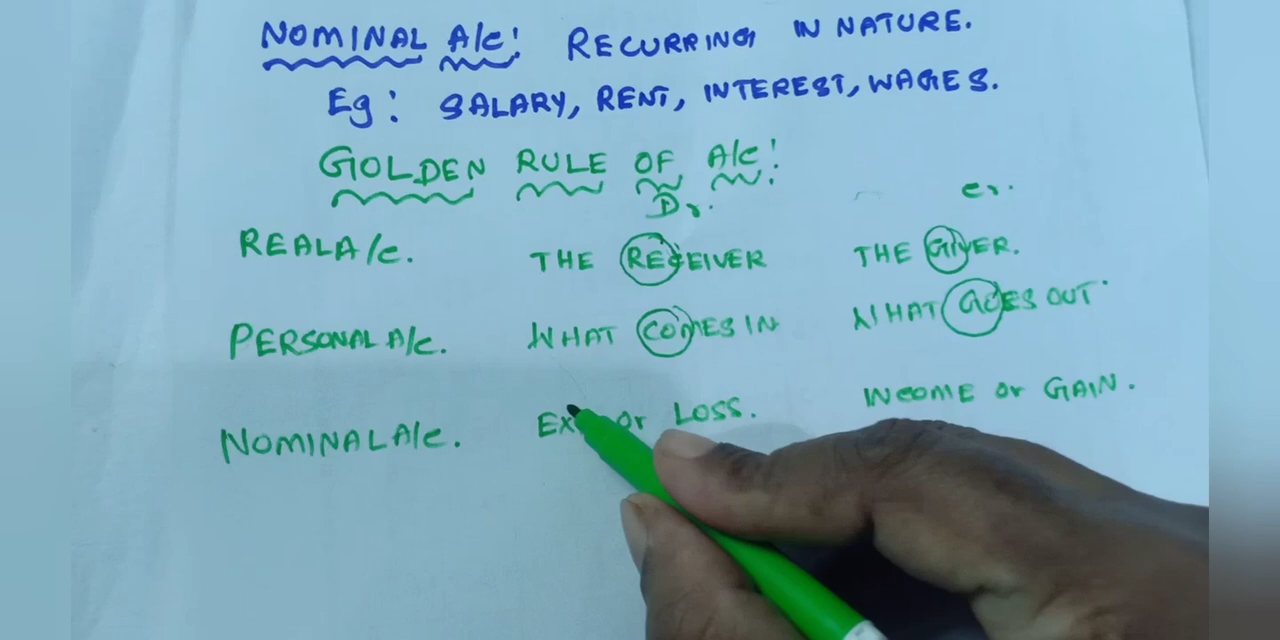 NOMINAL A/c: RECURRING IN NATURE.
Eg: SALARY, RENT, INTEREST, WAGES.
GOLDEN RULE OF A/c:
Dr. cr.
REAL A/c. THE RECEIVER THE GIVER.
PERSONAL A/c. WHAT COMES IN WHAT GOES OUT.
NOMINAL A/c. or LOSS. INCOME or GAIN.